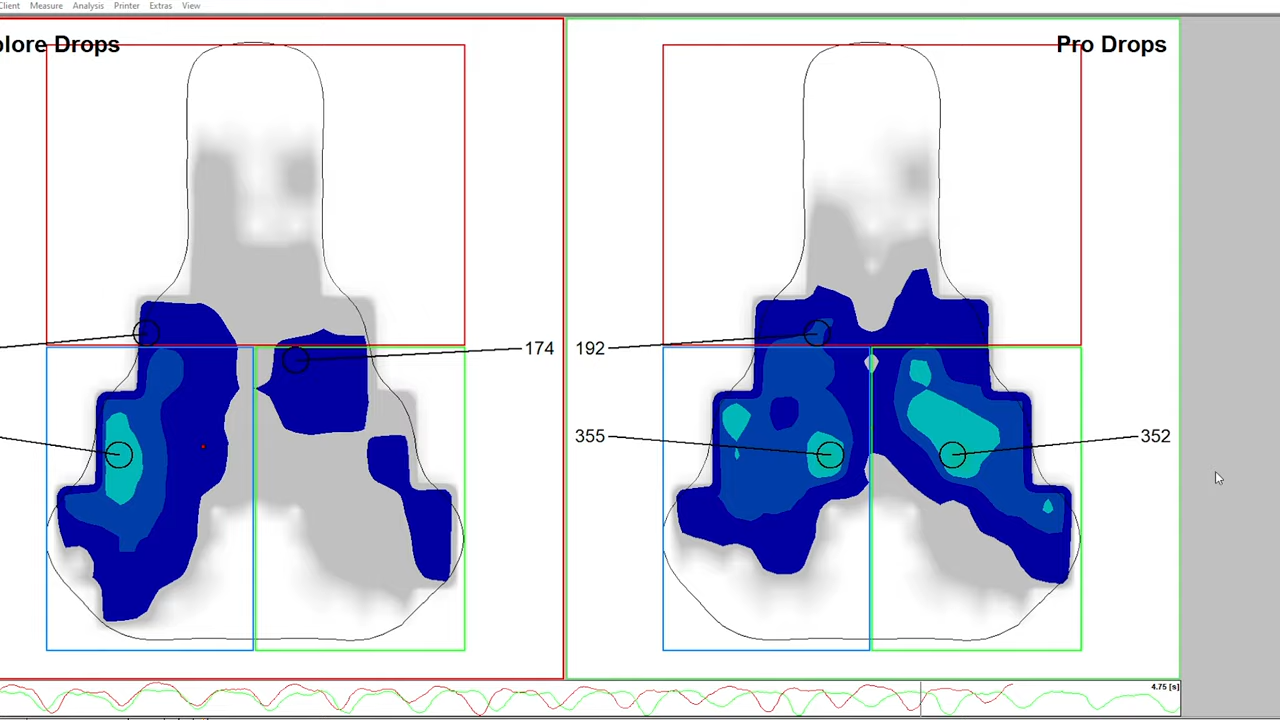 Client Measure Analysis Printer Extras View
plore Drops
Pro Drops
174
192
355
352
4.75 [s]